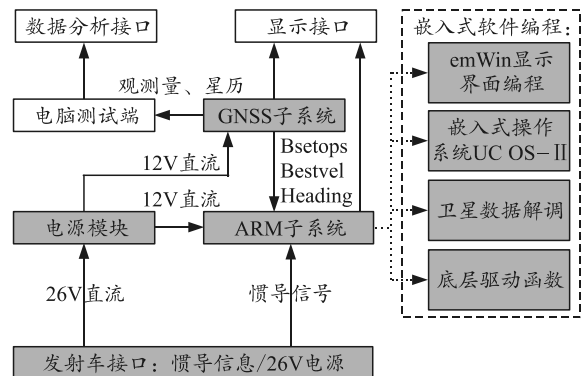 数据分析接口
显示接口
嵌入式软件编程:
emWin显示
界面编程
观测量、星历
电脑测试端
GNSS子系统
嵌入式操作
系统UC OS-II
Bsetops
Bestvel
Heading
12V直流
12V直流
卫星数据解调
电源模块
ARM子系统
底层驱动函数
26V直流
惯导信号
发射车接口：惯导信息/26V电源